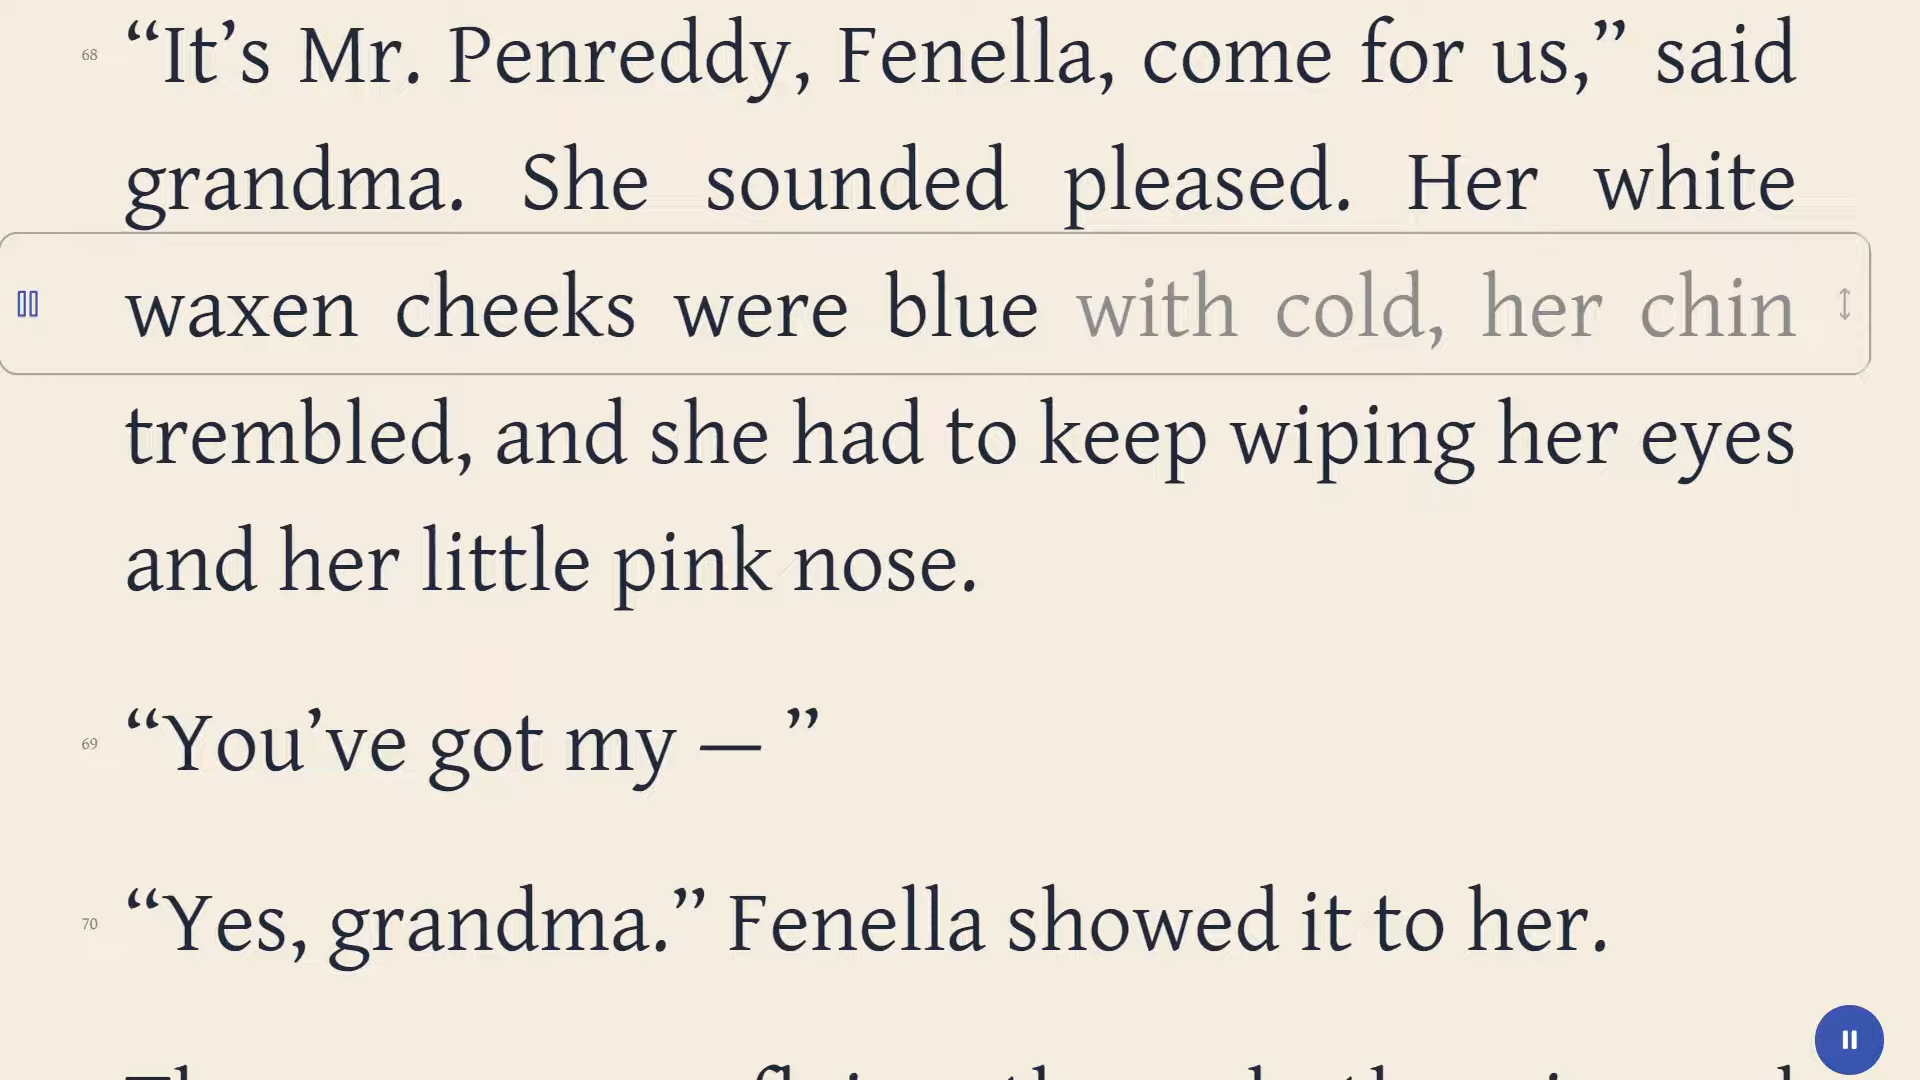 68 “It’s Mr. Penreddy, Fenella, come for us,” said
grandma. She sounded pleased. Her white
waxen cheeks were blue with cold, her chin
trembled, and she had to keep wiping her eyes
and her little pink nose.
69 “You’ve got my — ”
70 “Yes, grandma.” Fenella showed it to her.